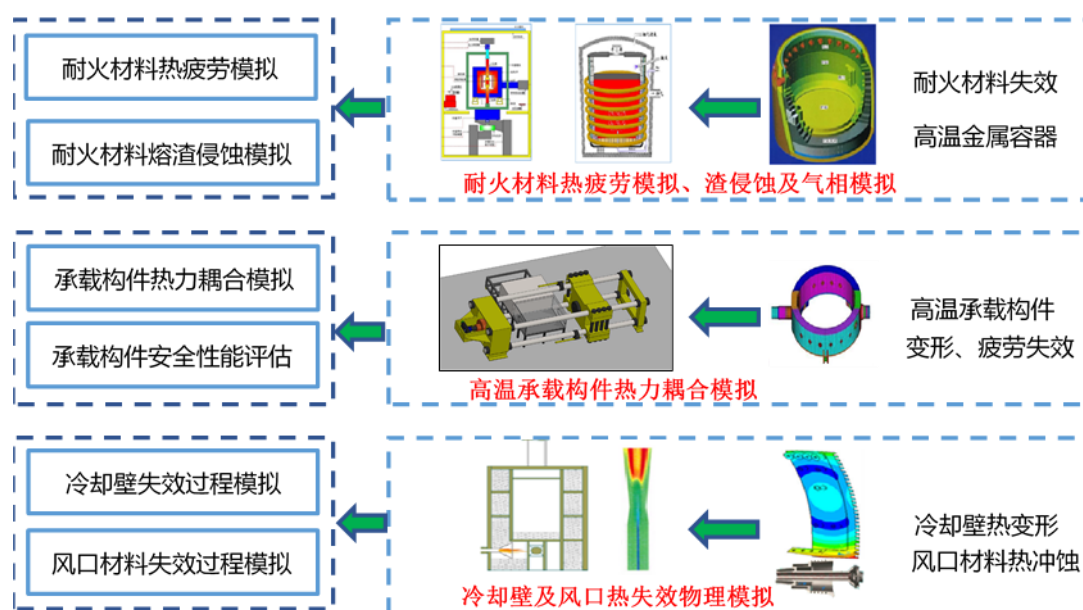 耐火材料热疲劳模拟
耐火材料熔渣侵蚀模拟
耐火材料失效
高温金属容器
耐火材料热疲劳模拟、渣侵蚀及气相模拟
承载构件热力耦合模拟
承载构件安全性能评估
高温承载构件
变形、疲劳失效
高温承载构件热力耦合模拟
冷却壁失效过程模拟
风口材料失效过程模拟
冷却壁热变形
风口材料热冲蚀
冷却壁及风口热失效物理模拟